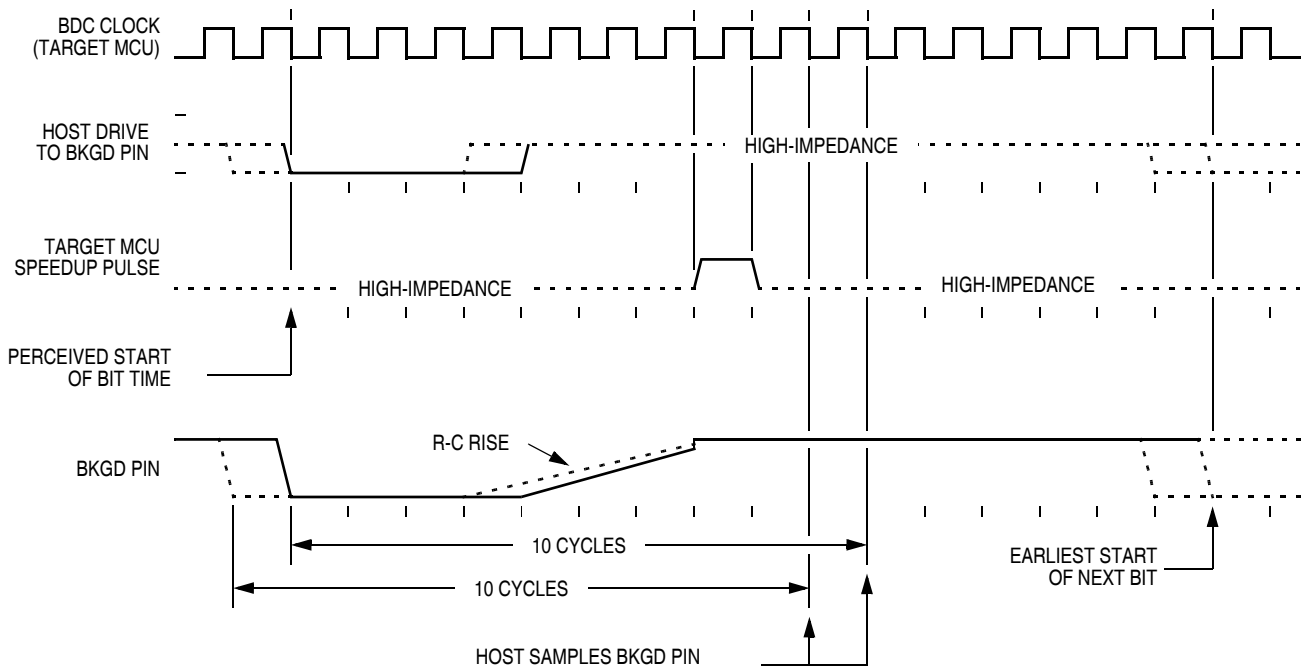 BDC CLOCK
(TARGET MCU)
HOST DRIVE
TO BKGD PIN
HIGH-IMPEDANCE
TARGET MCU
SPEEDUP PULSE
HIGH-IMPEDANCE
HIGH-IMPEDANCE
PERCEIVED START
OF BIT TIME
R-C RISE
BKGD PIN
10 CYCLES
EARLIEST START
OF NEXT BIT
10 CYCLES
HOST SAMPLES BKGD PIN